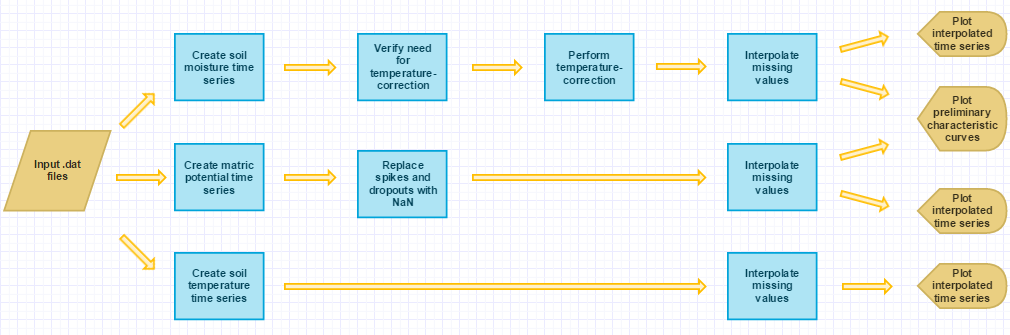 Input .dat
files
Create soil
moisture time
series
Verify need
for
temperature-
correction
Perform
temperature-
correction
Interpolate
missing
values
Plot
interpolated
time series
Plot
preliminary
characteristic
curves
Create matric
potential time
series
Replace
spikes and
dropouts with
NaN
Interpolate
missing
values
Plot
interpolated
time series
Create soil
temperature
time series
Interpolate
missing
values
Plot
interpolated
time series